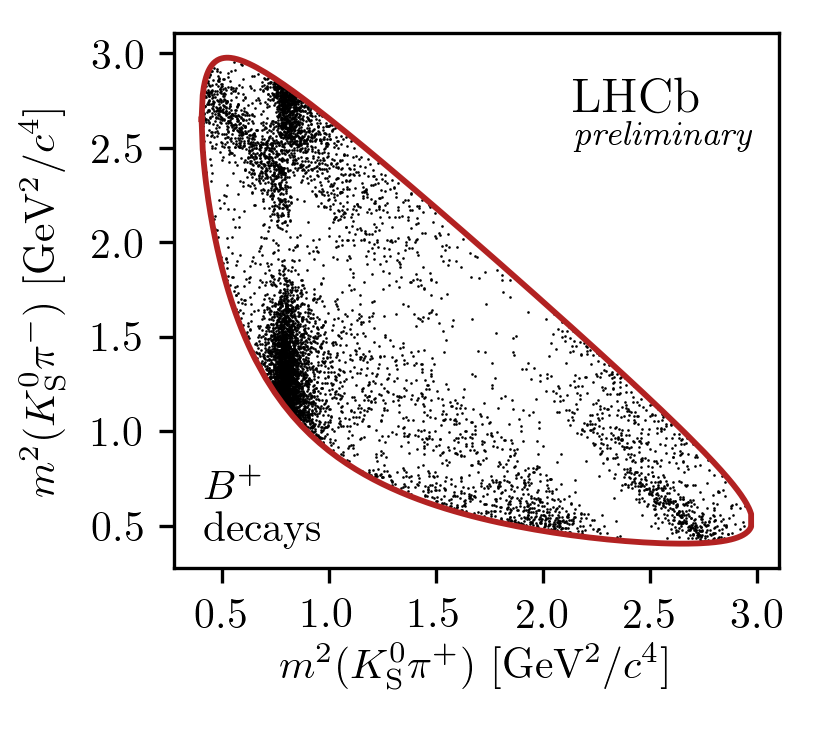 3.0
2.5
2.0
1.5
1.0
0.5
m²(K⁰_S π⁻) [GeV²/c⁴]
LHCb
preliminary
B⁺
decays
0.5 1.0 1.5 2.0 2.5 3.0
m²(K⁰_S π⁺) [GeV²/c⁴]